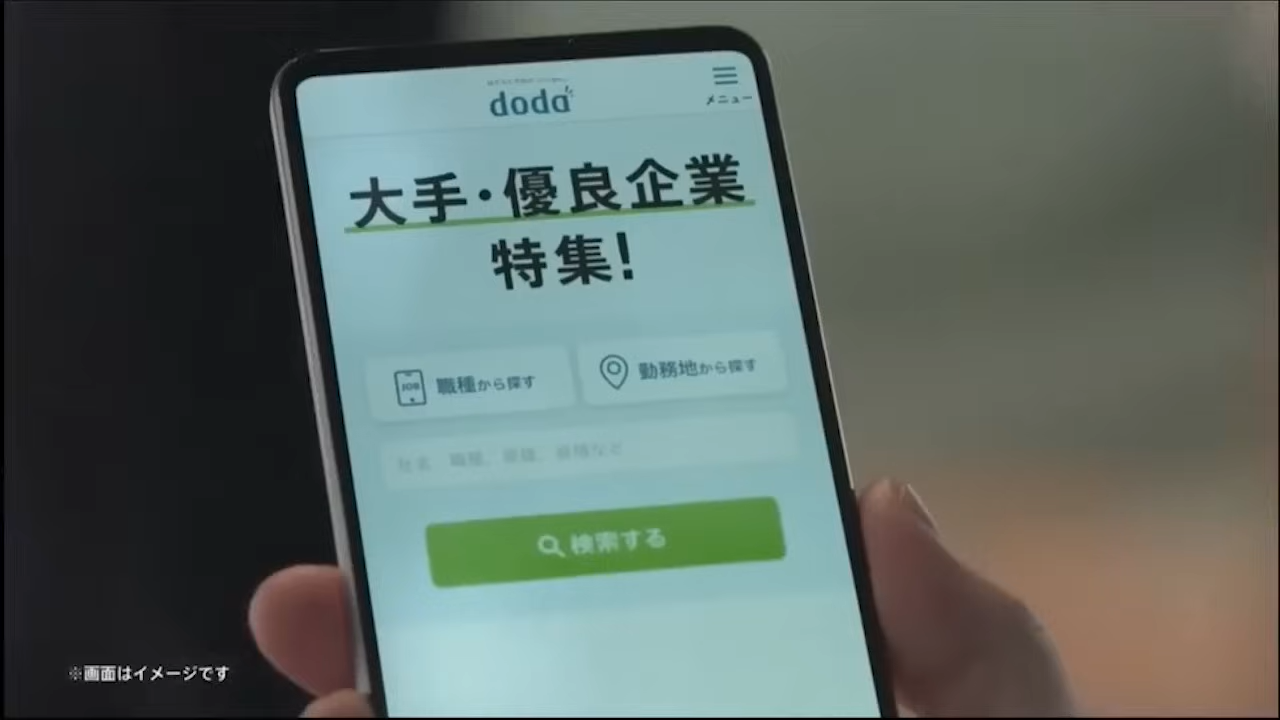 doda
メニュー
大手・優良企業
特集!
JOB 職種から探す
勤務地から探す
検索する
※画面はイメージです